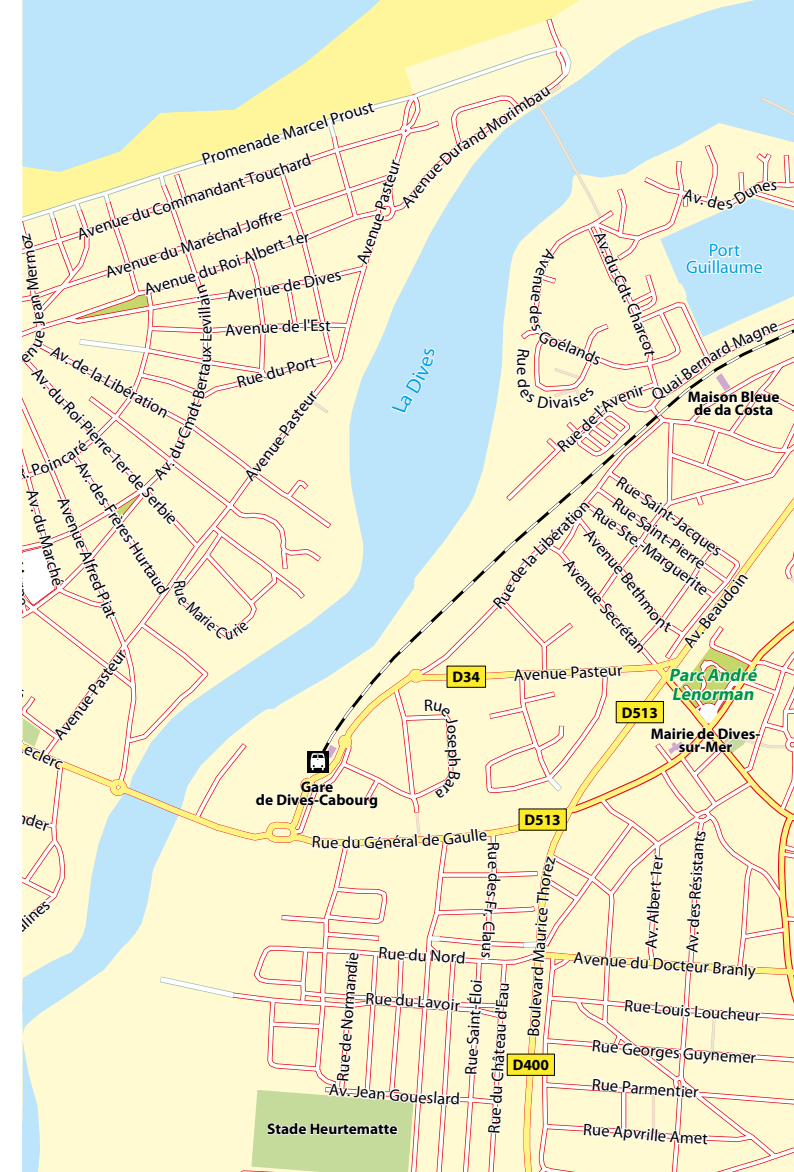 Promenade Marcel Proust
Avenue Durand Morimbau
Avenue du Commandant Touchard
Avenue Pasteur
Av. des Dunes
Avenue du Maréchal Joffre
Avenue du Roi Albert 1er
enue Jean Mermoz
Avenue de Dives
Port
Guillaume
Av. du Cdt. Charcot
Avenue des Goélands
Avenue de l'Est
Av. du Cmdt-Bertaux-Levillain
Quai Bernard Magne
La Dives
Rue des Divaises
Rue du Port
Av. de la Libération
Maison Bleue
de da Costa
Rue de l'Avenir
Av. du Roi Pierre 1er de Serbie
Avenue Pasteur
. Poincaré
Av. des Frères Hurtaud
Av. du Marché
Avenue Alfred Piat
Rue Saint-Jacques
Rue Saint-Pierre
Rue Ste.-Marguerite
Rue de la Libération
Avenue Bethmont
Avenue Secrétan
Av. Beaudoin
Rue Marie Curie
D34
Avenue Pasteur
Parc André
Lenorman
Avenue Pasteur
D513
Rue Joseph Bara
Mairie de Dives-
sur-Mer
eclerc
Gare
de Dives-Cabourg
D513
nder
Rue du Général de Gaulle
Rue des Fr. Claus
Boulevard Maurice Thorez
Av. Albert 1er
Av. des Résistants
ulines
Rue du Nord
Avenue du Docteur Branly
Rue de Normandie
Rue du Lavoir
Rue Saint-Éloi
Rue du Château d'Eau
Rue Louis Loucheur
Rue Georges Guynemer
D400
Av. Jean Goueslard
Rue Parmentier
Stade Heurtematte
Rue Apvrille Amet